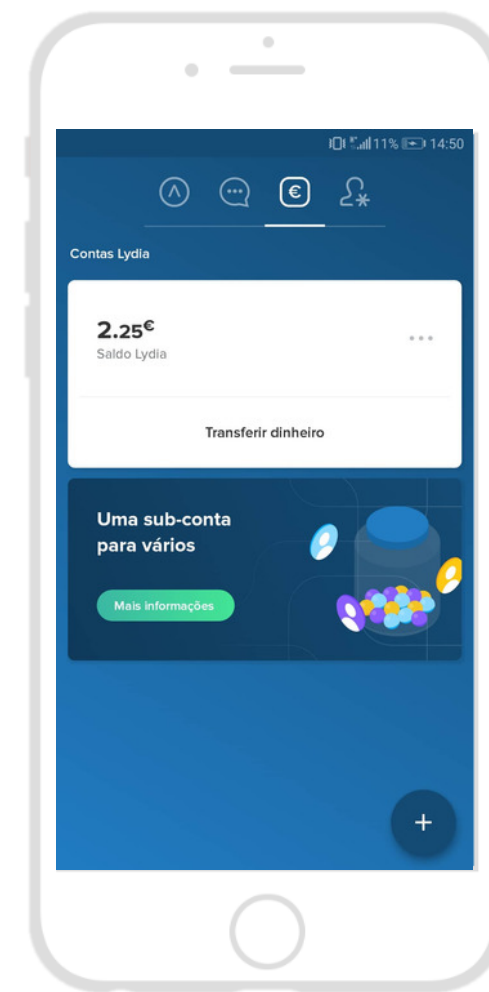 11% 14:50
€
Contas Lydia
2.25€
Saldo Lydia
Transferir dinheiro
Uma sub-conta
para vários
Mais informações
+